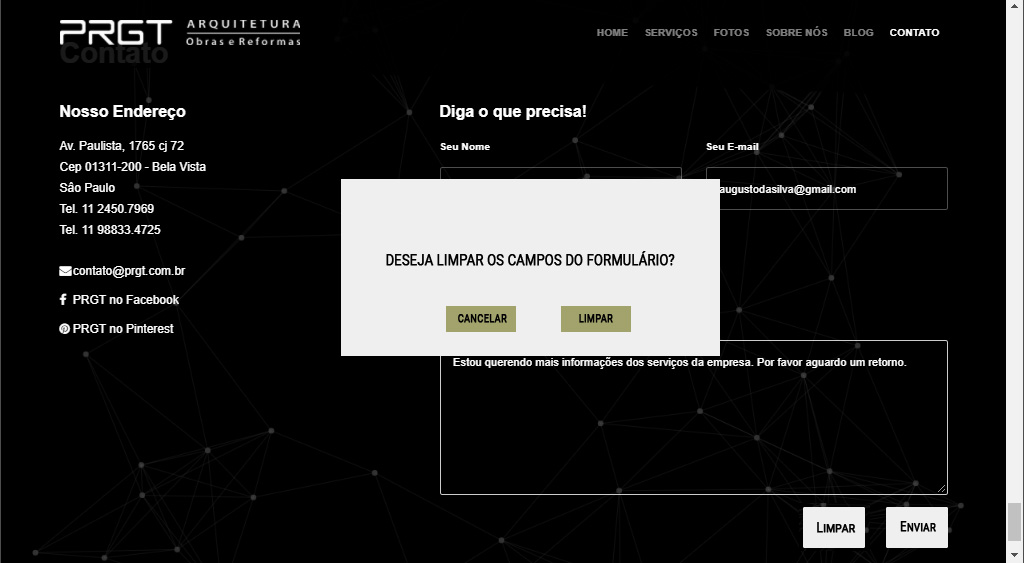 PRGT
ARQUITETURA
Obras e Reformas
HOME SERVIÇOS FOTOS SOBRE NÓS BLOG CONTATO
Contato
Nosso Endereço
Av. Paulista, 1765 cj 72
Cep 01311-200 - Bela Vista
São Paulo
Tel. 11 2450.7969
Tel. 11 98833.4725
contato@prgt.com.br
PRGT no Facebook
PRGT no Pinterest
Diga o que precisa!
Seu Nome
Seu E-mail
augustodasilva@gmail.com
DESEJA LIMPAR OS CAMPOS DO FORMULÁRIO?
CANCELAR
LIMPAR
Estou querendo mais informações dos serviços da empresa. Por favor aguardo um retorno.
LIMPAR
ENVIAR